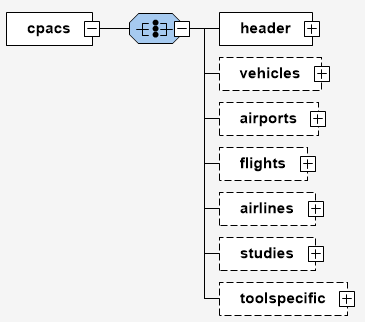 cpacs
header
vehicles
airports
flights
airlines
studies
toolspecific